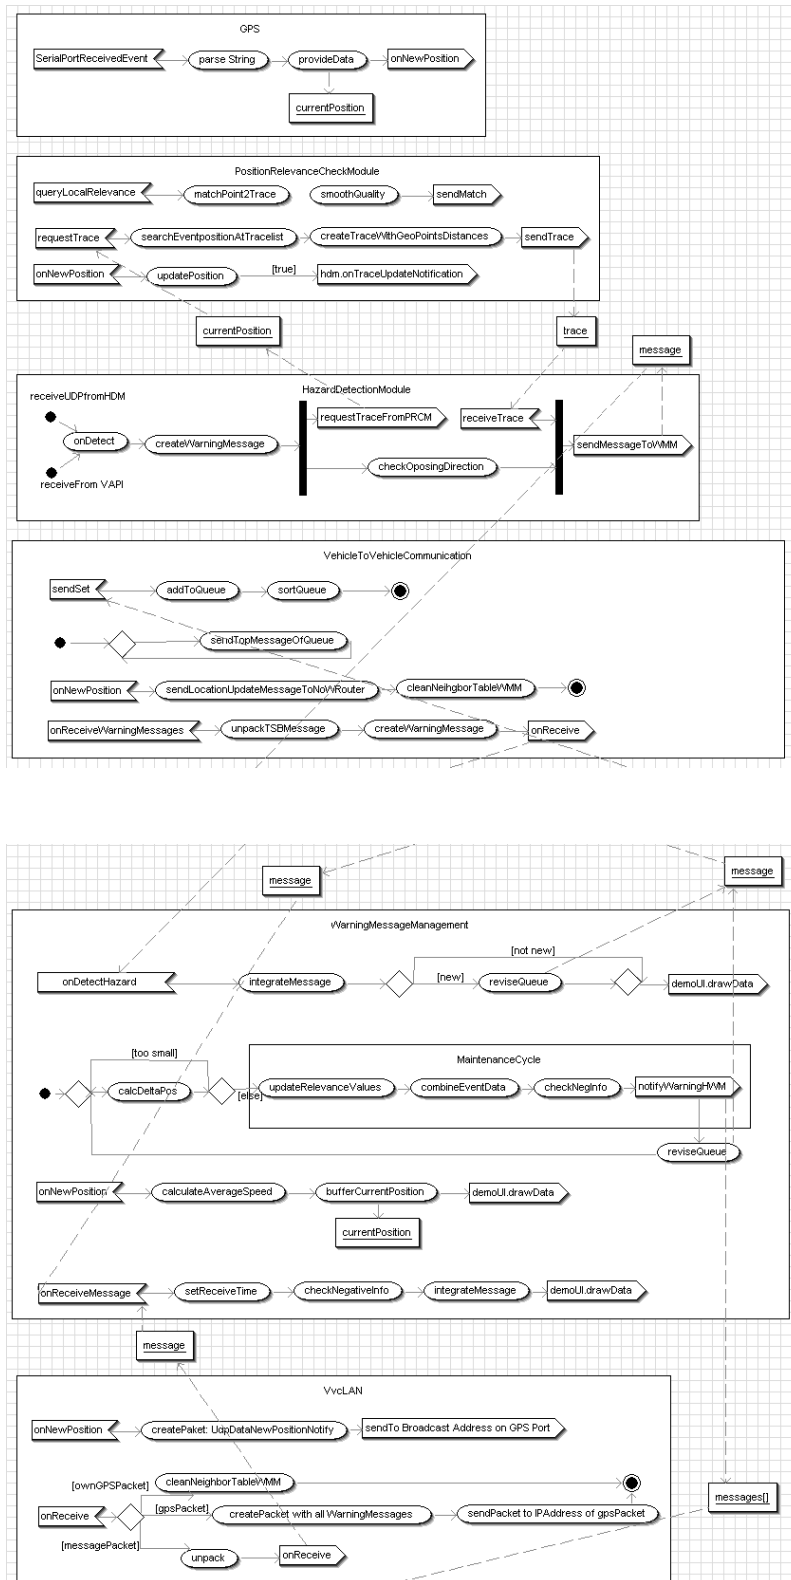 GPS
SerialPortReceivedEvent
parse String
provideData
onNewPosition
currentPosition
PositionRelevanceCheckModule
queryLocalRelevance
matchPoint2Trace
smoothQuality
sendMatch
requestTrace
searchEventpositionAtTracelist
createTraceWithGeoPointsDistances
sendTrace
onNewPosition
updatePosition
[true]
hdm.onTraceUpdateNotification
currentPosition
trace
message
HazardDetectionModule
receiveUDPfromHDM
requestTraceFromPRCM
receiveTrace
onDetect
createWarningMessage
sendMessageToWMM
checkOposingDirection
receiveFrom VAPI
VehicleToVehicleCommunication
sendSet
addToQueue
sortQueue
sendTopMessageOfQueue
onNewPosition
sendLocationUpdateMessageToNoWRouter
cleanNeihgborTableWMM
onReceiveWarningMessages
unpackTSBMessage
createWarningMessage
onReceive
message
message
WarningMessageManagement
[not new]
onDetectHazard
integrateMessage
[new]
reviseQueue
demoUI.drawData
[too small]
MaintenanceCycle
calcDeltaPos
[else]
updateRelevanceValues
combineEventData
checkNegInfo
notifyWarningHWM
reviseQueue
onNewPosition
calculateAverageSpeed
bufferCurrentPosition
demoUI.drawData
currentPosition
onReceiveMessage
setReceiveTime
checkNegativeInfo
integrateMessage
demoUI.drawData
message
VvcLAN
onNewPosition
createPaket: UdpDataNewPositionNotify
sendTo Broadcast Address on GPS Port
[ownGPSPacket]
cleanNeighborTableWMM
messages[]
onReceive
[gpsPacket]
createPacket with all WarningMessages
sendPacket to IPAddress of gpsPacket
[messagePacket]
unpack
onReceive